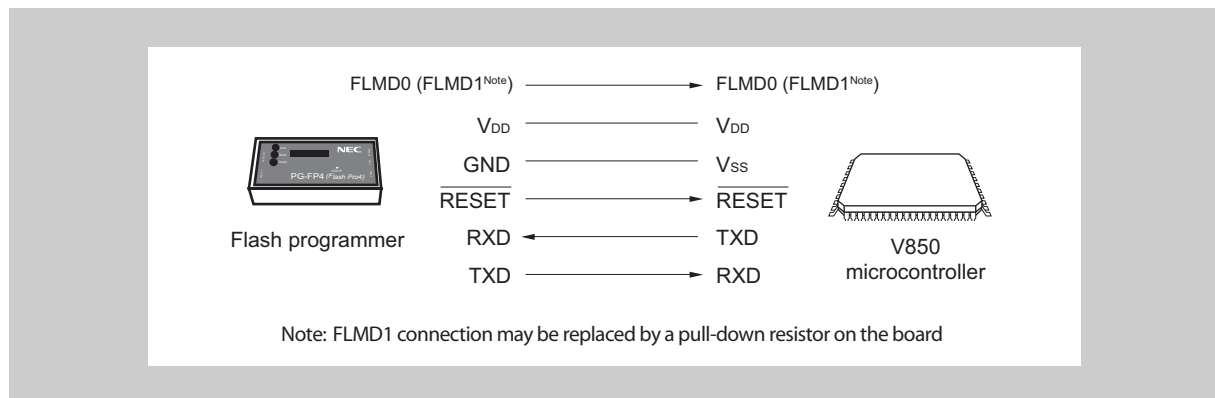 FLMD0 (FLMD1Note) FLMD0 (FLMD1Note)
VDD VDD
NEC
GND VSS
PG-FP4 (Flash Pro4)
RESET RESET
Flash programmer RXD TXD V850
microcontroller
TXD RXD
Note: FLMD1 connection may be replaced by a pull-down resistor on the board